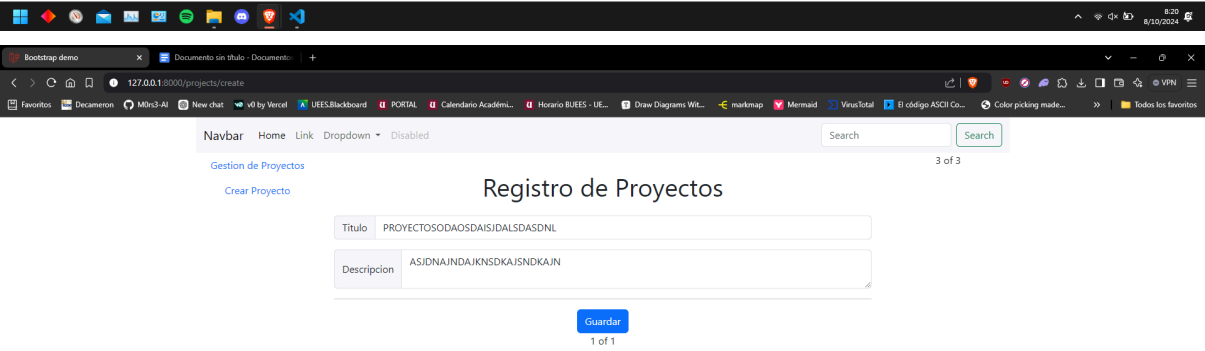 8:20
8/10/2024
Bootstrap demo
Documento sin título - Documentos
127.0.0.1:8000/projects/create
VPN
Favoritos Decameron M0rs3-AI New chat v0 by Vercel UEES.Blackboard PORTAL Calendario Académi... Horario BUEES - UE... Draw Diagrams Wit... markmap Mermaid VirusTotal El código ASCII Co... Color picking made... Todos los favoritos
Navbar Home Link Dropdown Disabled Search Search
Gestion de Proyectos
3 of 3
Crear Proyecto
Registro de Proyectos
Titulo PROYECTOSODAOSDAISJDALSDASDNL
Descripcion ASJDNAJNDAJKNSDKAJSNDKAJN
Guardar
1 of 1